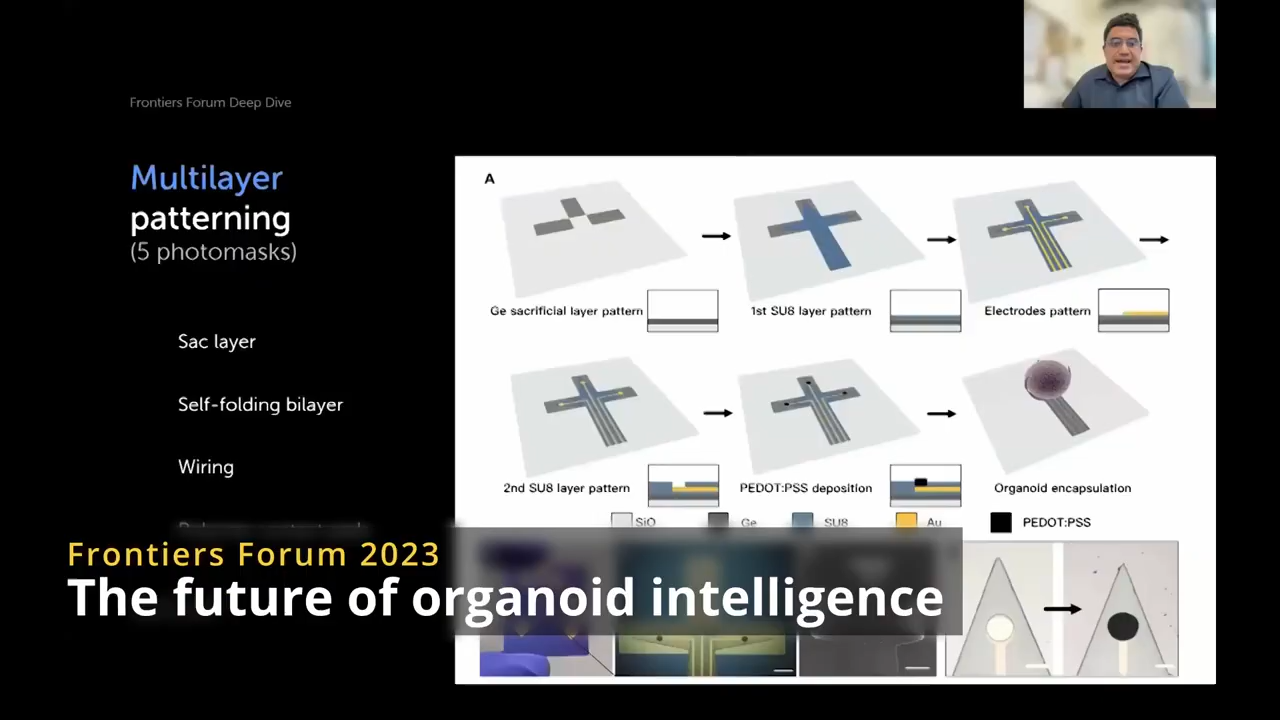 Frontiers Forum Deep Dive
Multilayer
patterning
(5 photomasks)
Sac layer
Self-folding bilayer
Wiring
A
Ge sacrificial layer pattern
1st SU8 layer pattern
Electrodes pattern
2nd SU8 layer pattern
PEDOT:PSS deposition
Organoid encapsulation
SiO Ge SU8 Au PEDOT:PSS
Frontiers Forum 2023
The future of organoid intelligence